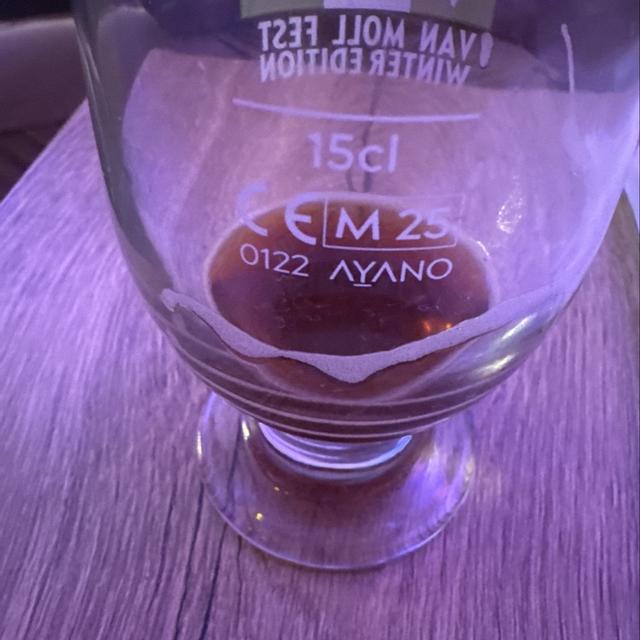 VAN MOLL FEST
WINTER EDITION
15cl
CE M 25
0122 AYANO